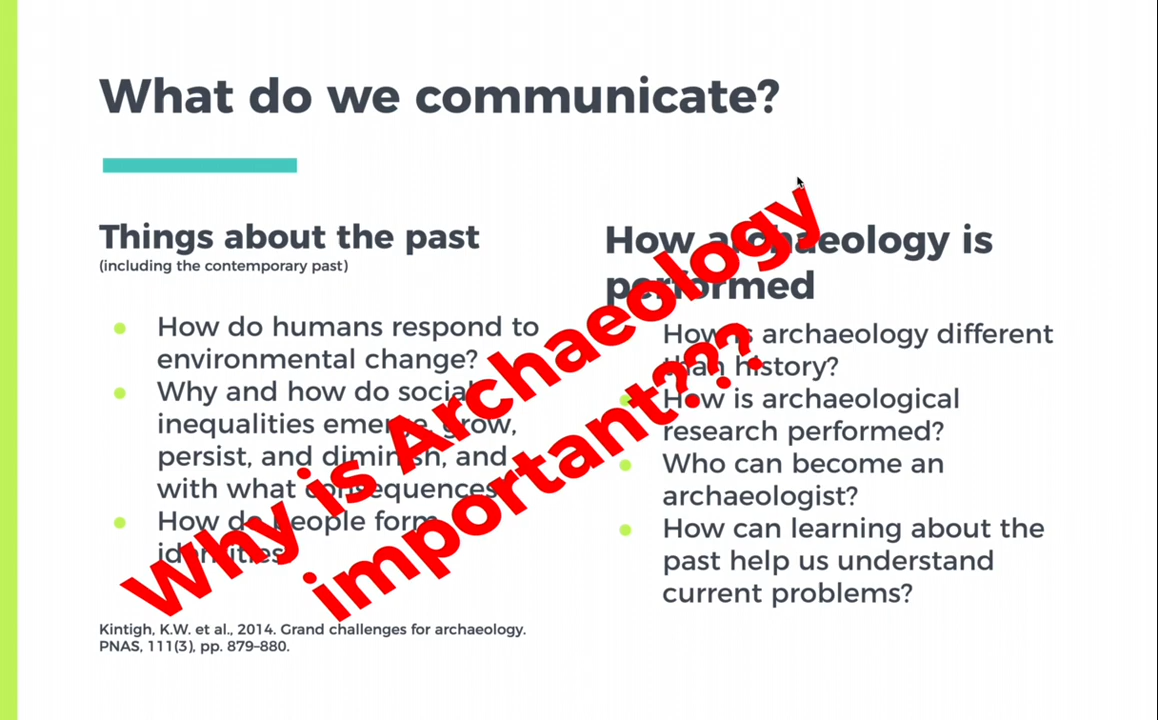 What do we communicate?
Things about the past
(including the contemporary past)
How do humans respond to
environmental change?
Why and how do social
inequalities emerge, grow,
persist, and diminish, and
with what consequences
How do people form
identities
Kintigh, K.W. et al., 2014. Grand challenges for archaeology.
PNAS, 111(3), pp. 879–880.
How archaeology is
performed
How is archaeology different
than history?
How is archaeological
research performed?
Who can become an
archaeologist?
How can learning about the
past help us understand
current problems?
Why is Archaeology
important???